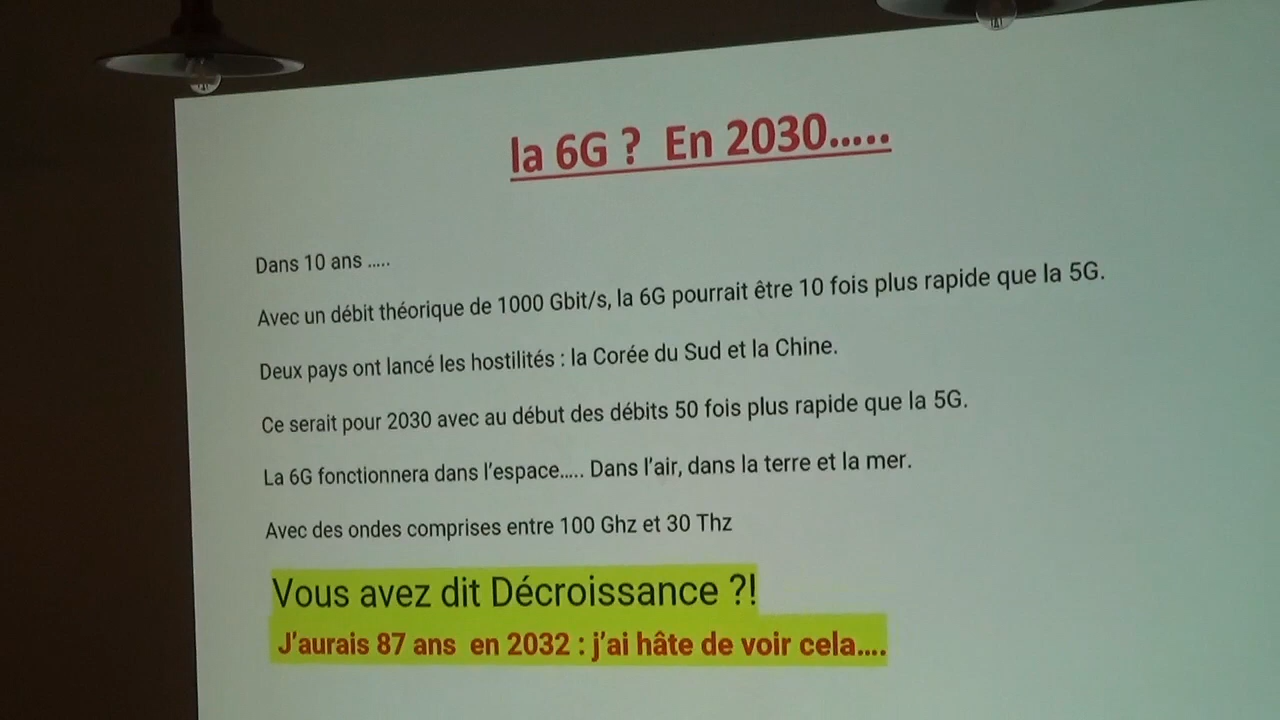 la 6G ? En 2030.....
Dans 10 ans .....
Avec un débit théorique de 1000 Gbit/s, la 6G pourrait être 10 fois plus rapide que la 5G.
Deux pays ont lancé les hostilités : la Corée du Sud et la Chine.
Ce serait pour 2030 avec au début des débits 50 fois plus rapide que la 5G.
La 6G fonctionnera dans l'espace..... Dans l'air, dans la terre et la mer.
Avec des ondes comprises entre 100 Ghz et 30 Thz
Vous avez dit Décroissance ?!
J'aurais 87 ans en 2032 : j'ai hâte de voir cela....